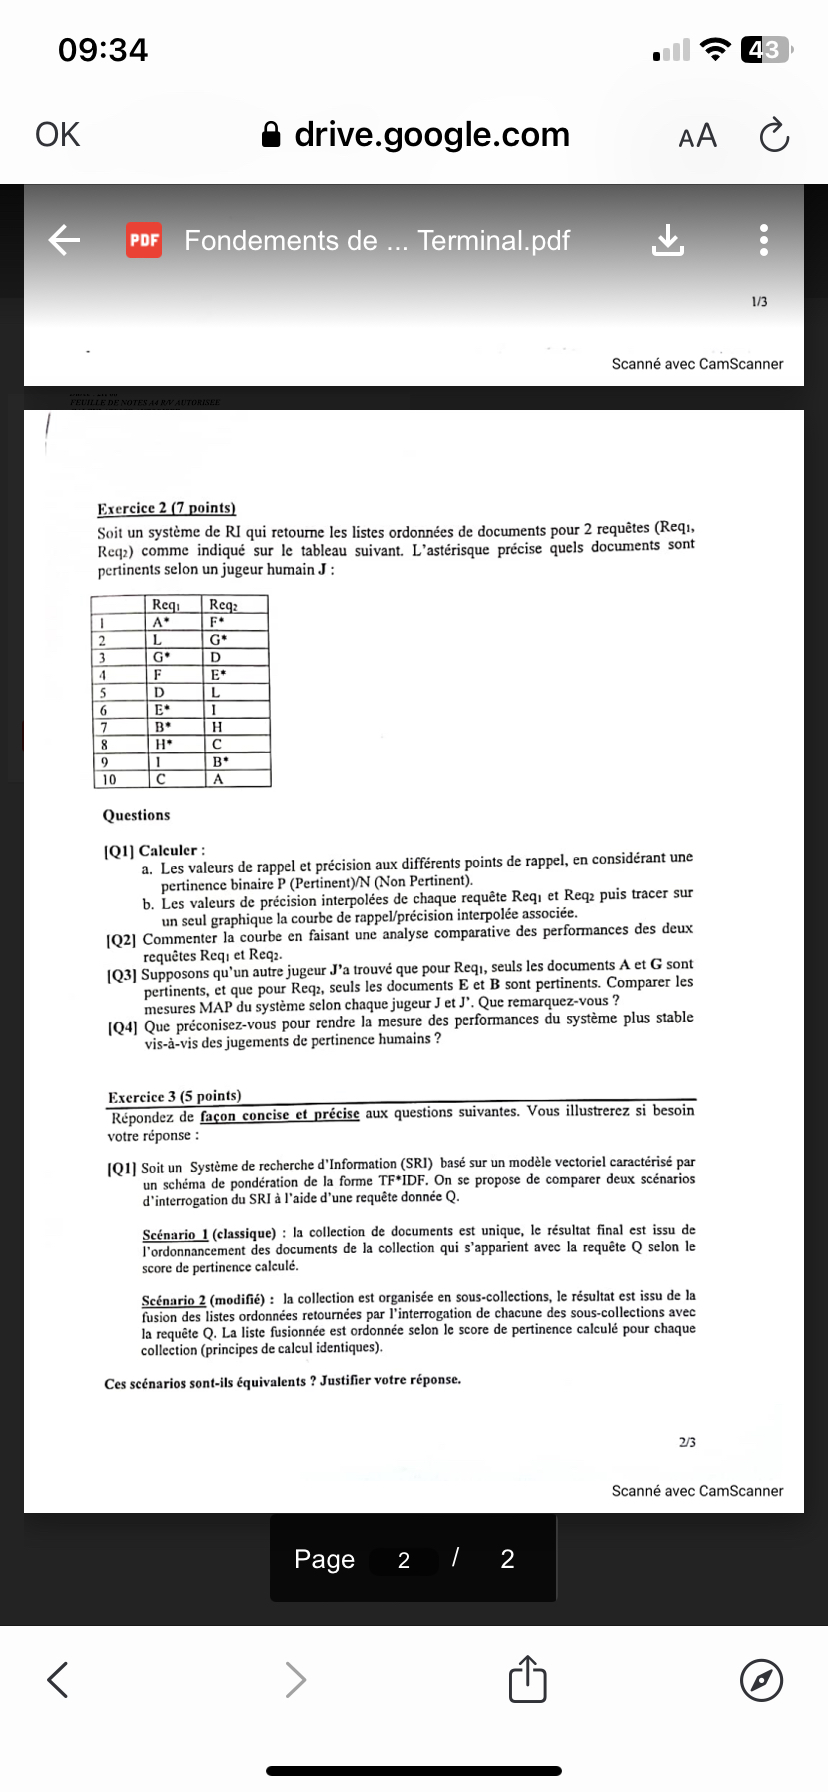 09:34
43
OK
drive.google.com
AA
PDF
Fondements de ... Terminal.pdf
1/3
Scanné avec CamScanner
FEUILLE DE NOTES A4 R/V AUTORISEE
Exercice 2 (7 points)
Soit un système de RI qui retourne les listes ordonnées de documents pour 2 requêtes (Req1,
Req2) comme indiqué sur le tableau suivant. L'astérisque précise quels documents sont
pertinents selon un jugeur humain J :
Req1 Req2
1 A* F*
2 L G*
3 G* D
4 F E*
5 D L
6 E* I
7 B* H
8 H* C
9 I B*
10 C A
Questions
[Q1] Calculer :
a. Les valeurs de rappel et précision aux différents points de rappel, en considérant une
pertinence binaire P (Pertinent)/N (Non Pertinent).
b. Les valeurs de précision interpolées de chaque requête Req1 et Req2 puis tracer sur
un seul graphique la courbe de rappel/précision interpolée associée.
[Q2] Commenter la courbe en faisant une analyse comparative des performances des deux
requêtes Req1 et Req2.
[Q3] Supposons qu'un autre jugeur J'a trouvé que pour Req1, seuls les documents A et G sont
pertinents, et que pour Req2, seuls les documents E et B sont pertinents. Comparer les
mesures MAP du système selon chaque jugeur J et J'. Que remarquez-vous ?
[Q4] Que préconisez-vous pour rendre la mesure des performances du système plus stable
vis-à-vis des jugements de pertinence humains ?
Exercice 3 (5 points)
Répondez de façon concise et précise aux questions suivantes. Vous illustrerez si besoin
votre réponse :
[Q1] Soit un Système de recherche d'Information (SRI) basé sur un modèle vectoriel caractérisé par
un schéma de pondération de la forme TF*IDF. On se propose de comparer deux scénarios
d'interrogation du SRI à l'aide d'une requête donnée Q.
Scénario 1 (classique) : la collection de documents est unique, le résultat final est issu de
l'ordonnancement des documents de la collection qui s'apparient avec la requête Q selon le
score de pertinence calculé.
Scénario 2 (modifié) : la collection est organisée en sous-collections, le résultat est issu de la
fusion des listes ordonnées retournées par l'interrogation de chacune des sous-collections avec
la requête Q. La liste fusionnée est ordonnée selon le score de pertinence calculé pour chaque
collection (principes de calcul identiques).
Ces scénarios sont-ils équivalents ? Justifier votre réponse.
2/3
Scanné avec CamScanner
Page 2 / 2